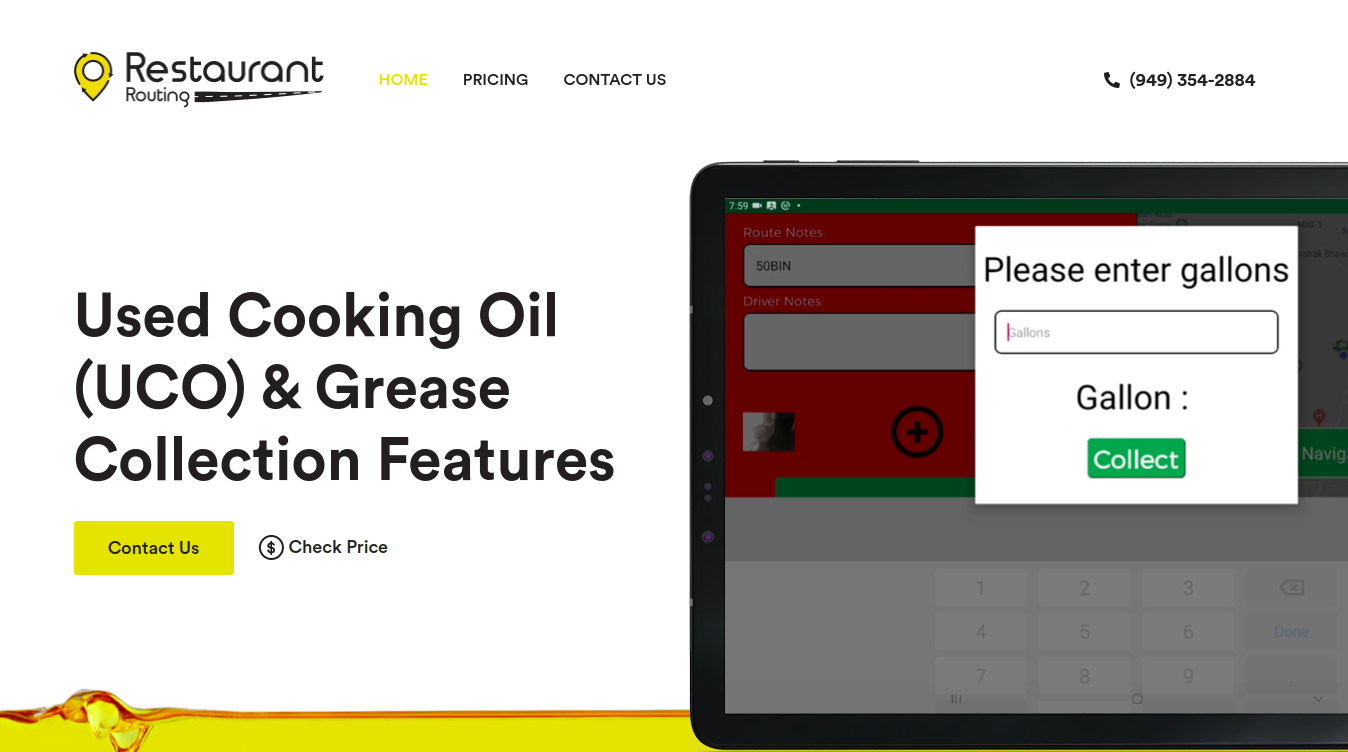 Restaurant
Routing
HOME
PRICING
CONTACT US
(949) 354-2884
Used Cooking Oil
(UCO) & Grease
Collection Features
Contact Us
$ Check Price
7:59
Route Notes:
50BIN
Driver Notes:
MIG-1
Please enter gallons
Gallons
Gallon :
Collect
H
1 2 3
4 5 6 Done
7 8 9